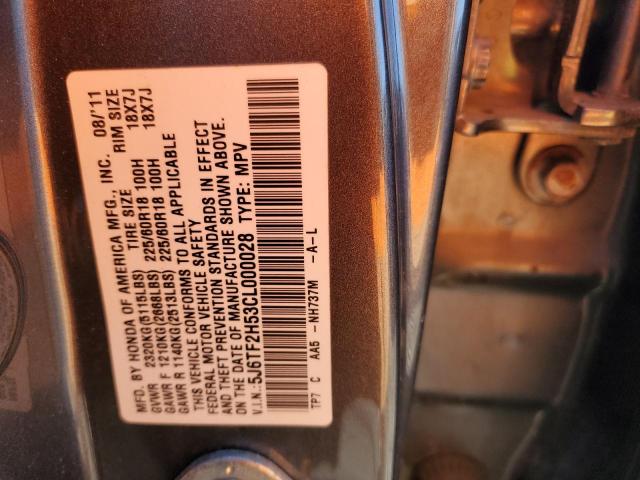 MFD. BY HONDA OF AMERICA MFG., INC. 08/'11
TIRE SIZE RIM SIZE
GVWR 2320KG(5115LBS) 225/60R18 100H 18X7J
GAWR F 1210KG(2668LBS) 225/60R18 100H 18X7J
GAWR R 1140KG(2513LBS)
THIS VEHICLE CONFORMS TO ALL APPLICABLE
FEDERAL MOTOR VEHICLE SAFETY
AND THEFT PREVENTION STANDARDS IN EFFECT
ON THE DATE OF MANUFACTURE SHOWN ABOVE.
V.I.N.: 5J6TF2H53CL000028 TYPE: MPV
TP7 C AA5 -NH737M -A-L